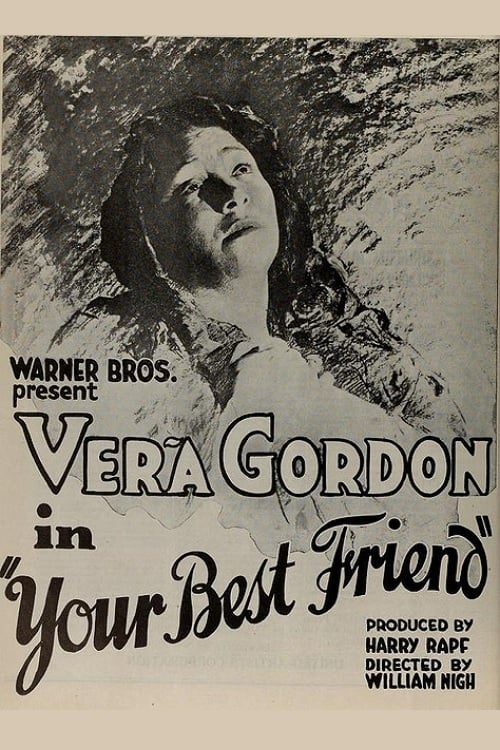 WARNER BROS.
present
VERA GORDON
in
"Your Best Friend"
PRODUCED BY
HARRY RAPF
DIRECTED BY
WILLIAM NIGH